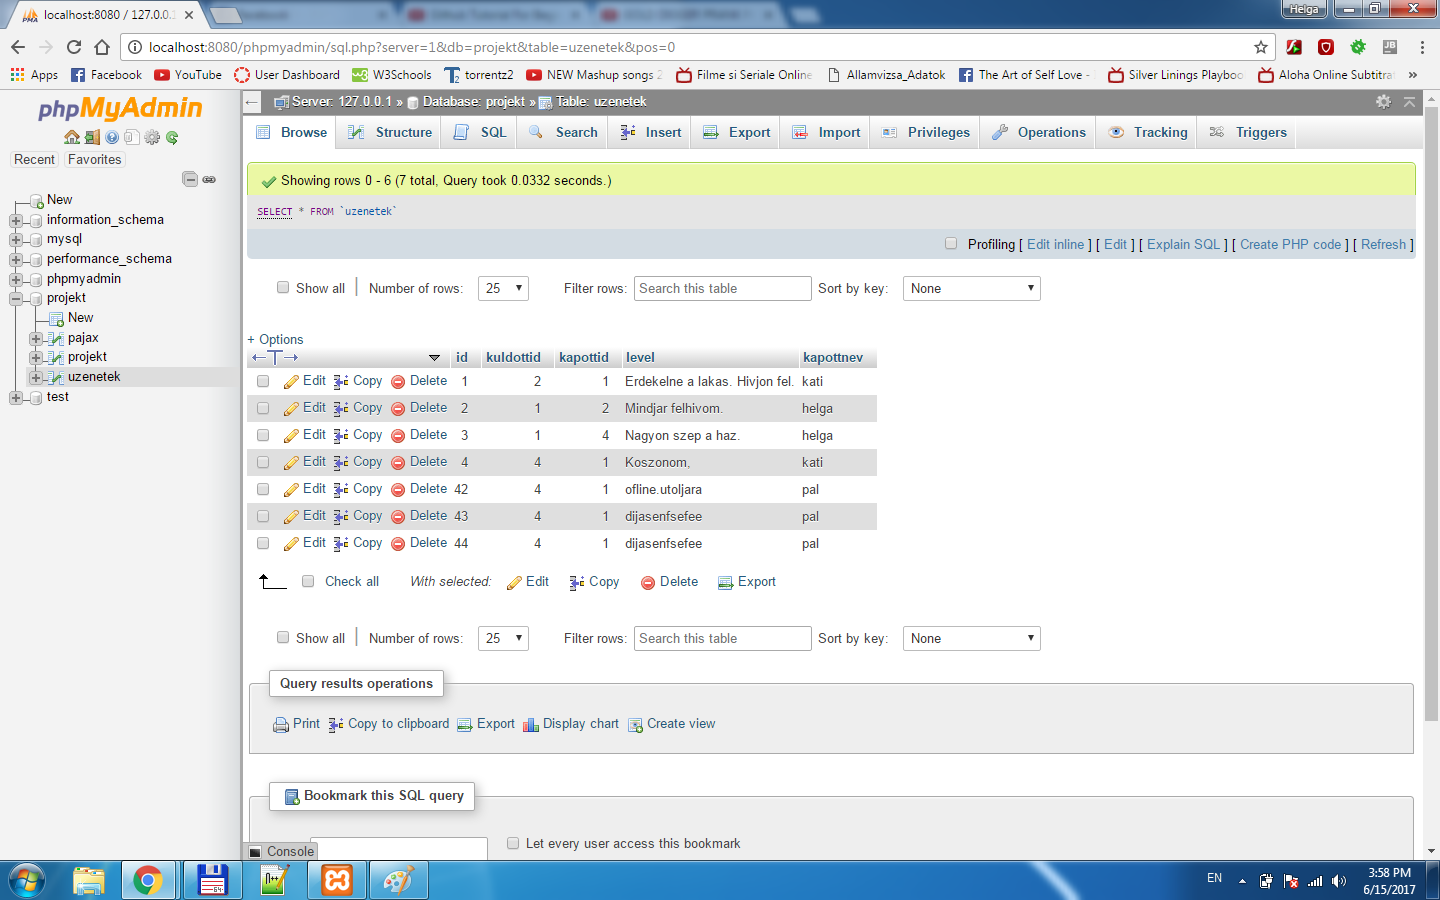 localhost:8080 / 127.0.0.1
Helga
localhost:8080/phpmyadmin/sql.php?server=1&db=projekt&table=uzenetek&pos=0
Apps Facebook YouTube User Dashboard W3Schools torrentz2 NEW Mashup songs 2 Filme si Seriale Online Allamvizsa_Adatok The Art of Self Love - Silver Linings Playboo Aloha Online Subtitra »
phpMyAdmin
Recent Favorites
New
information_schema
mysql
performance_schema
phpmyadmin
projekt
New
pajax
projekt
uzenetek
test
Server: 127.0.0.1 » Database: projekt » Table: uzenetek
Browse Structure SQL Search Insert Export Import Privileges Operations Tracking Triggers
Showing rows 0 - 6 (7 total, Query took 0.0332 seconds.)
SELECT * FROM `uzenetek`
Profiling [ Edit inline ] [ Edit ] [ Explain SQL ] [ Create PHP code ] [ Refresh ]
Show all Number of rows: 25 Filter rows: Search this table Sort by key: None
+ Options
id kuldottid kapottid level kapottnev
Edit Copy Delete 1 2 1 Erdekelne a lakas. Hivjon fel. kati
Edit Copy Delete 2 1 2 Mindjar felhivom. helga
Edit Copy Delete 3 1 4 Nagyon szep a haz. helga
Edit Copy Delete 4 4 1 Koszonom, kati
Edit Copy Delete 42 4 1 ofline.utoljara pal
Edit Copy Delete 43 4 1 dijasenfsefee pal
Edit Copy Delete 44 4 1 dijasenfsefee pal
Check all With selected: Edit Copy Delete Export
Show all Number of rows: 25 Filter rows: Search this table Sort by key: None
Query results operations
Print Copy to clipboard Export Display chart Create view
Bookmark this SQL query
Let every user access this bookmark
Console
EN
3:58 PM
6/15/2017